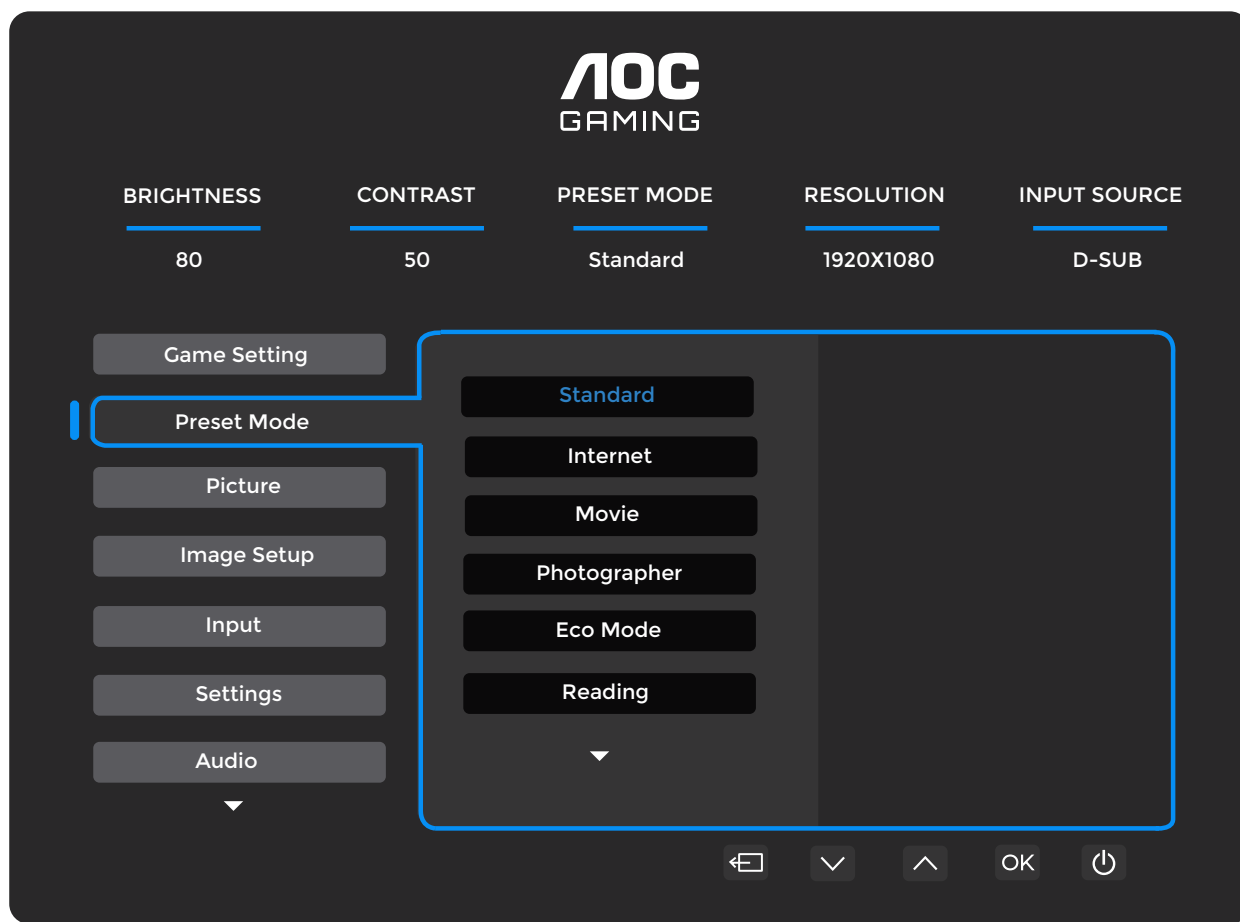 AOC
GAMING
BRIGHTNESS CONTRAST PRESET MODE RESOLUTION INPUT SOURCE
80 50 Standard 1920X1080 D-SUB
Game Setting
Preset Mode
Picture
Image Setup
Input
Settings
Audio
Standard
Internet
Movie
Photographer
Eco Mode
Reading
OK